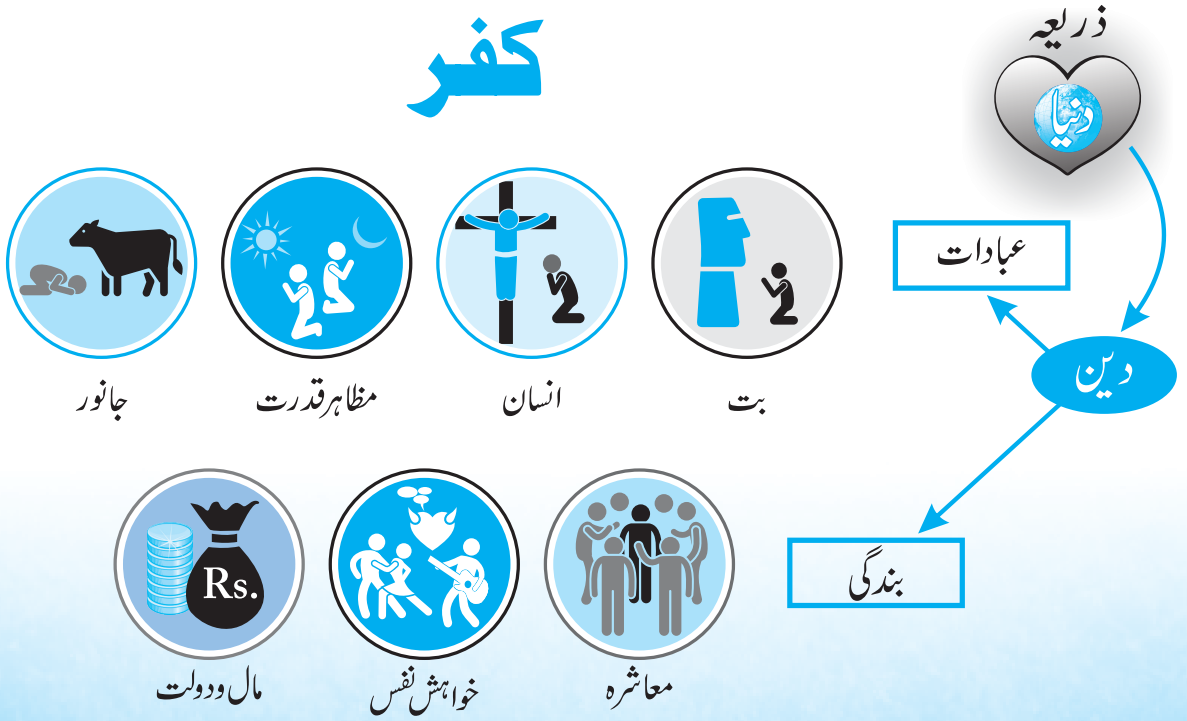 کفر
ذریعہ
دنیا
عبادات
دین
بت
انسان
مظاہر قدرت
جانور
بندگی
Rs.
معاشرہ
خواہش نفس
مال و دولت